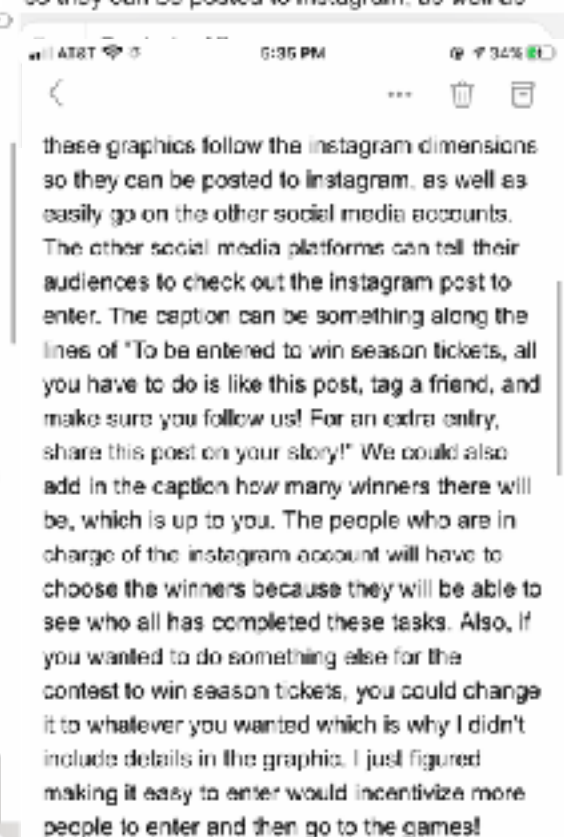 so they can be posted to instagram, as well as
AT&T 5:35 PM 34%
these graphics follow the instagram dimensions
so they can be posted to instagram, as well as
easily go on the other social media accounts.
The other social media platforms can tell their
audiences to check out the instagram post to
enter. The caption can be something along the
lines of "To be entered to win season tickets, all
you have to do is like this post, tag a friend, and
make sure you follow us! For an extra entry,
share this post on your story!" We could also
add in the caption how many winners there will
be, which is up to you. The people who are in
charge of the instagram account will have to
choose the winners because they will be able to
see who all has completed these tasks. Also, if
you wanted to do something else for the
contest to win season tickets, you could change
it to whatever you wanted which is why I didn't
include details in the graphic. I just figured
making it easy to enter would incentivize more
people to enter and then go to the games!